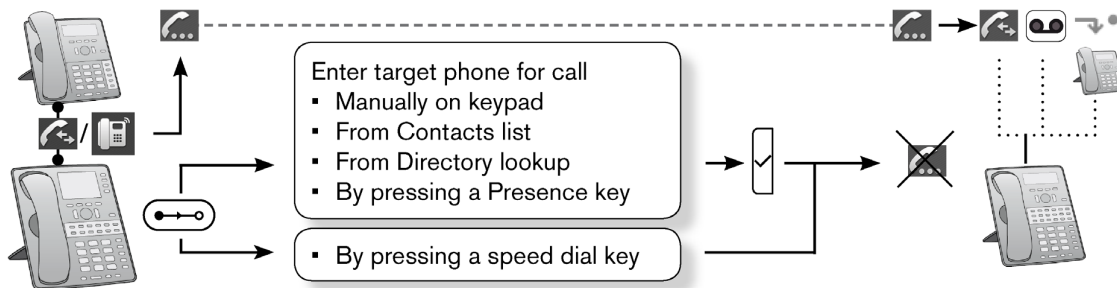 Enter target phone for call
▪ Manually on keypad
▪ From Contacts list
▪ From Directory lookup
▪ By pressing a Presence key
/
▪ By pressing a speed dial key